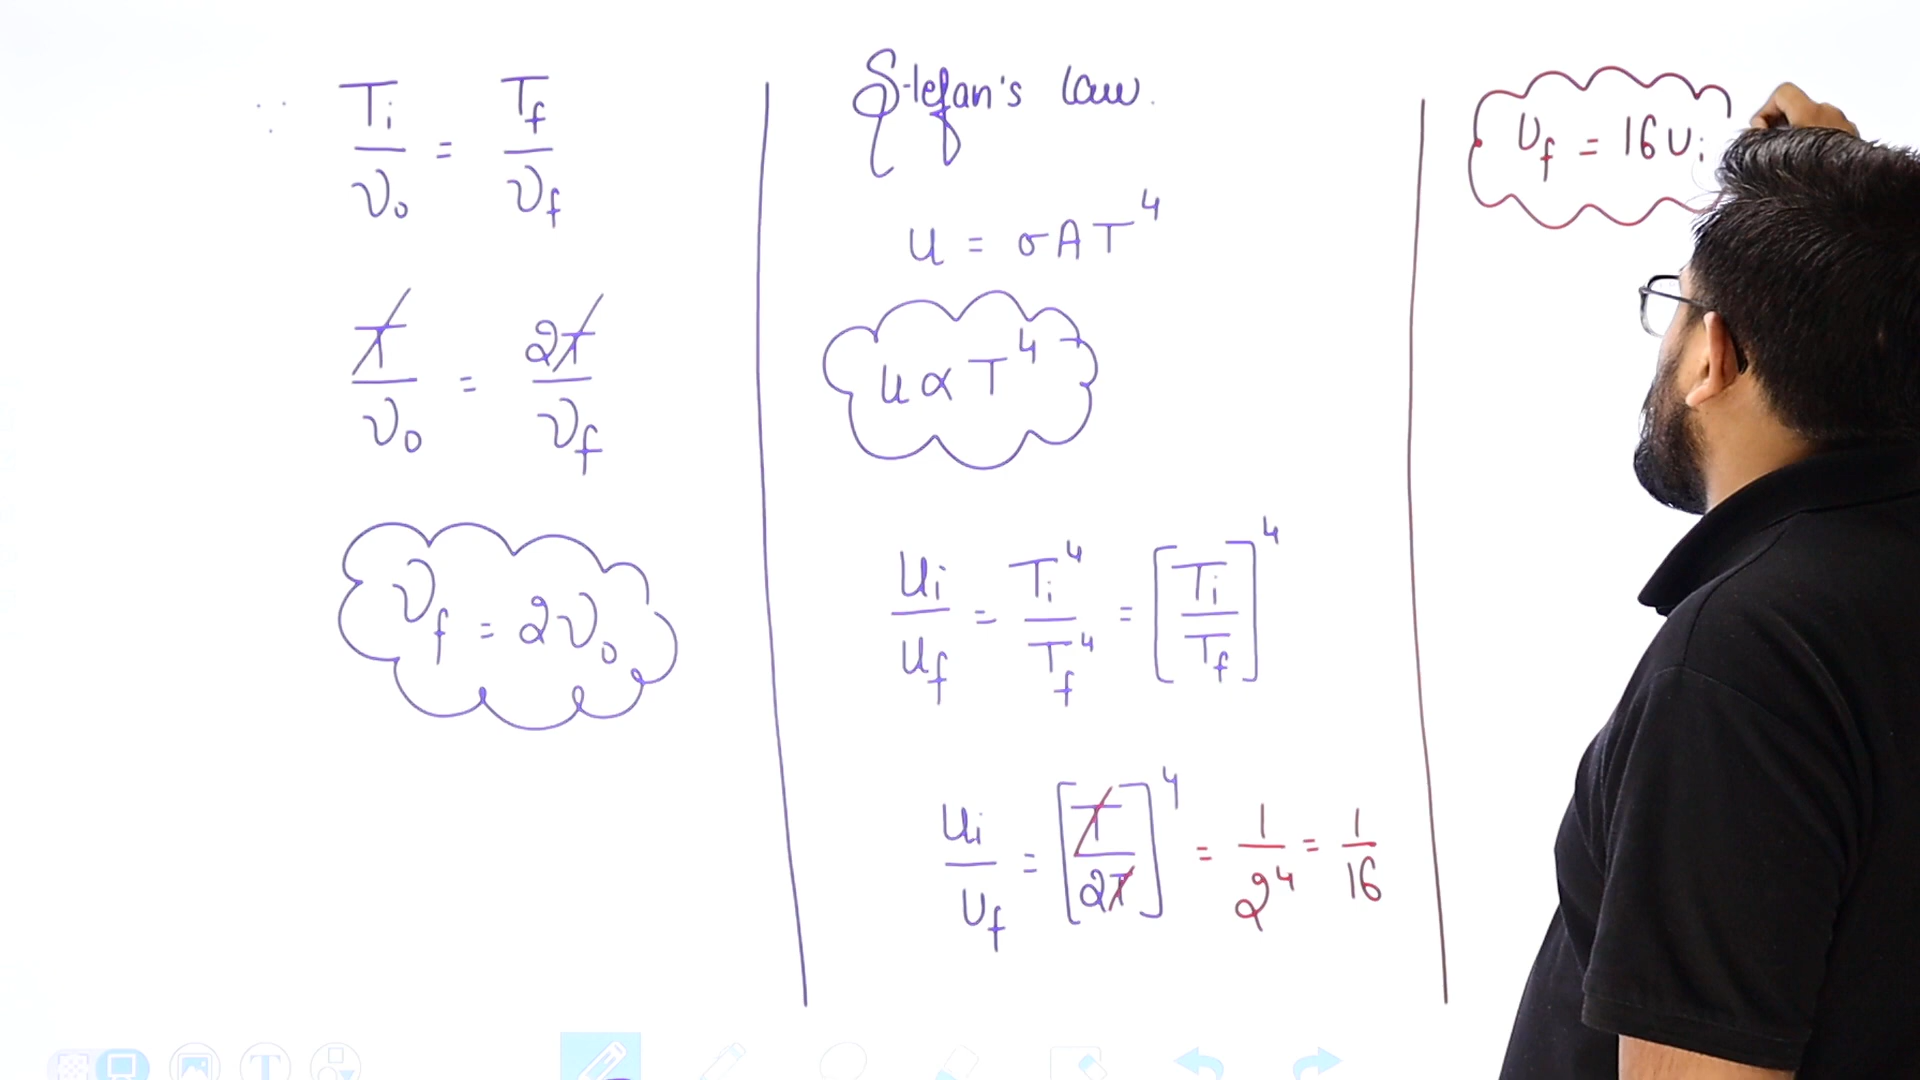 ∵ Ti/ν₀ = Tf/νf
T/ν₀ = 2T/νf
νf = 2ν₀
Stefan's law.
u = σAT⁴
u ∝ T⁴
ui/uf = Ti⁴/Tf⁴ = [Ti/Tf]⁴
ui/uf = [T/2T]⁴ = 1/2⁴ = 1/16
Uf = 16Ui
T